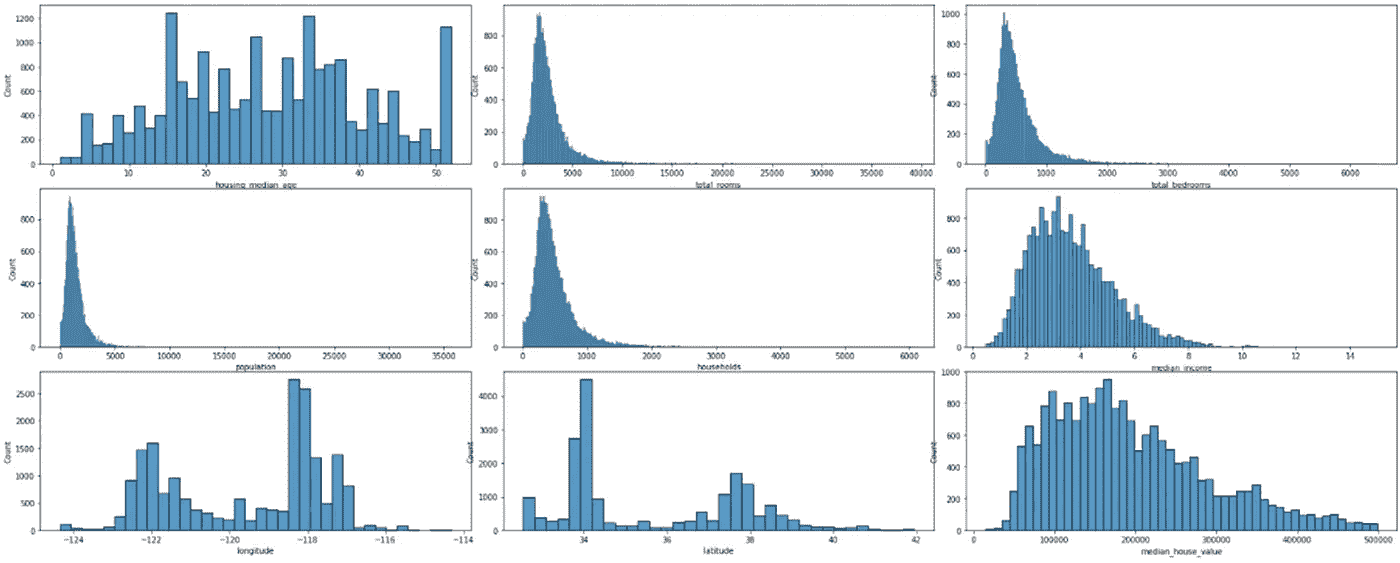 Count
1200
1000
800
600
400
200
0
0 10 20 30 40 50
housing_median_age
Count
800
600
400
200
0
0 5000 10000 15000 20000 25000 30000 35000 40000
total_rooms
Count
1000
800
600
400
200
0
0 1000 2000 3000 4000 5000 6000
total_bedrooms
Count
800
600
400
200
0
0 5000 10000 15000 20000 25000 30000 35000
population
Count
800
600
400
200
0
0 1000 2000 3000 4000 5000 6000
households
Count
800
600
400
200
0
0 2 4 6 8 10 12 14
median_income
Count
2500
2000
1500
1000
500
0
−124 −122 −120 −118 −116 −114
longitude
Count
4000
3000
2000
1000
0
34 36 38 40 42
latitude
Count
1000
800
600
400
200
0
0 100000 200000 300000 400000 500000
median_house_value